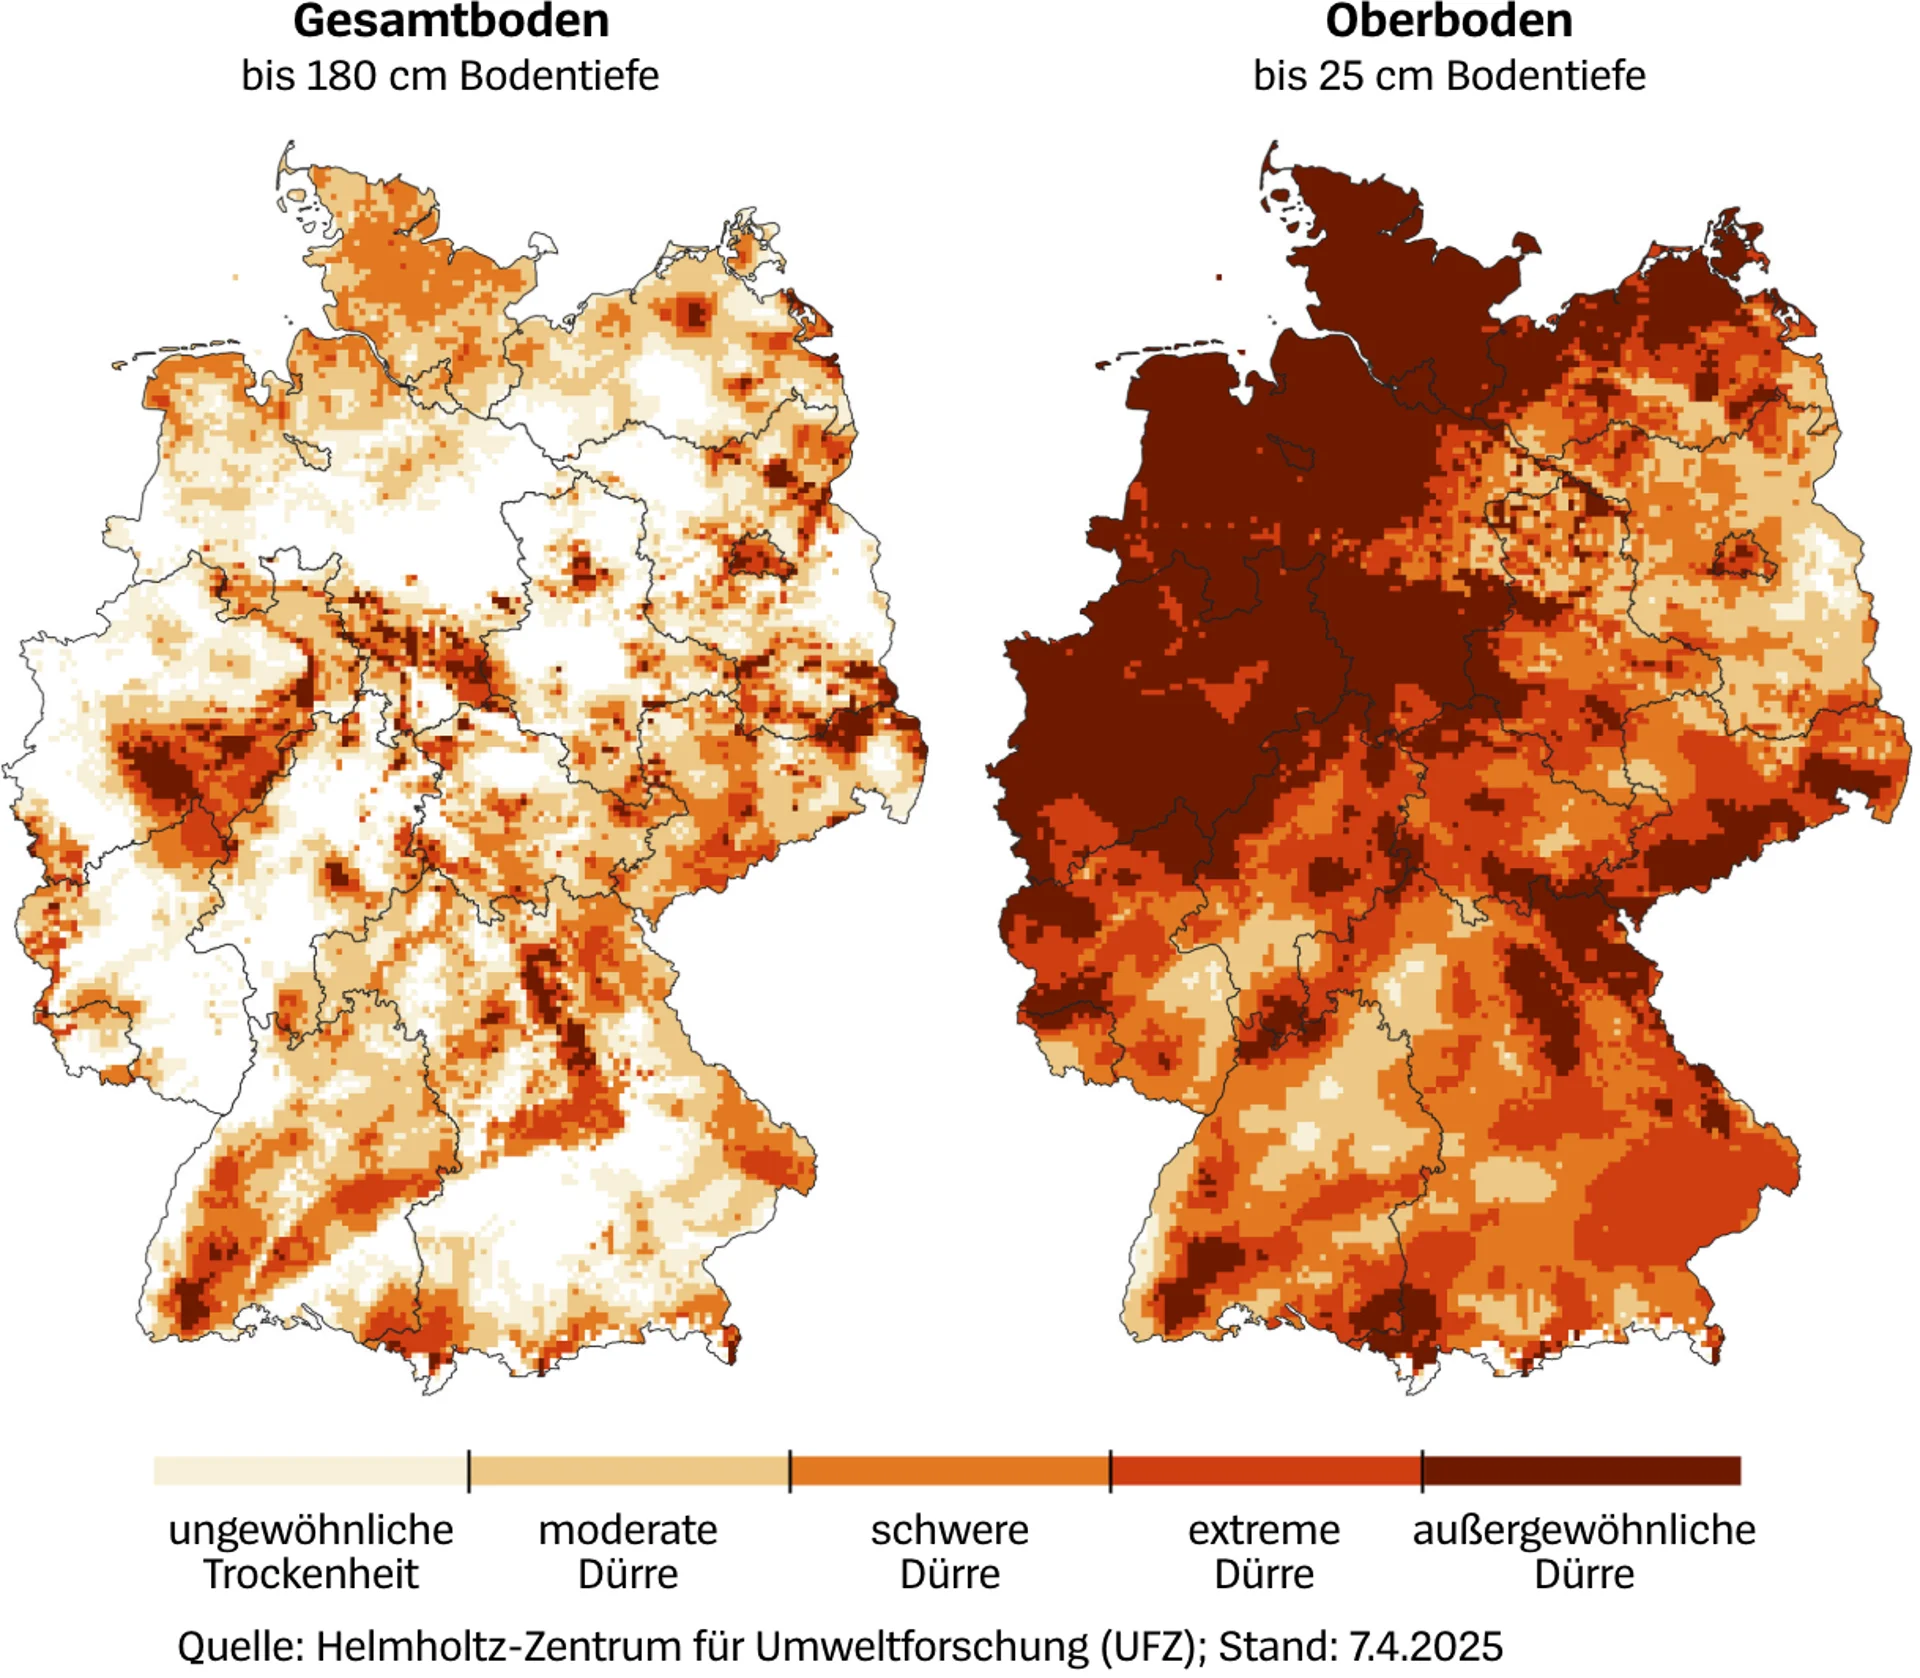 Gesamtboden
bis 180 cm Bodentiefe
Oberboden
bis 25 cm Bodentiefe
ungewöhnliche
Trockenheit
moderate
Dürre
schwere
Dürre
extreme
Dürre
außergewöhnliche
Dürre
Quelle: Helmholtz-Zentrum für Umweltforschung (UFZ); Stand: 7.4.2025